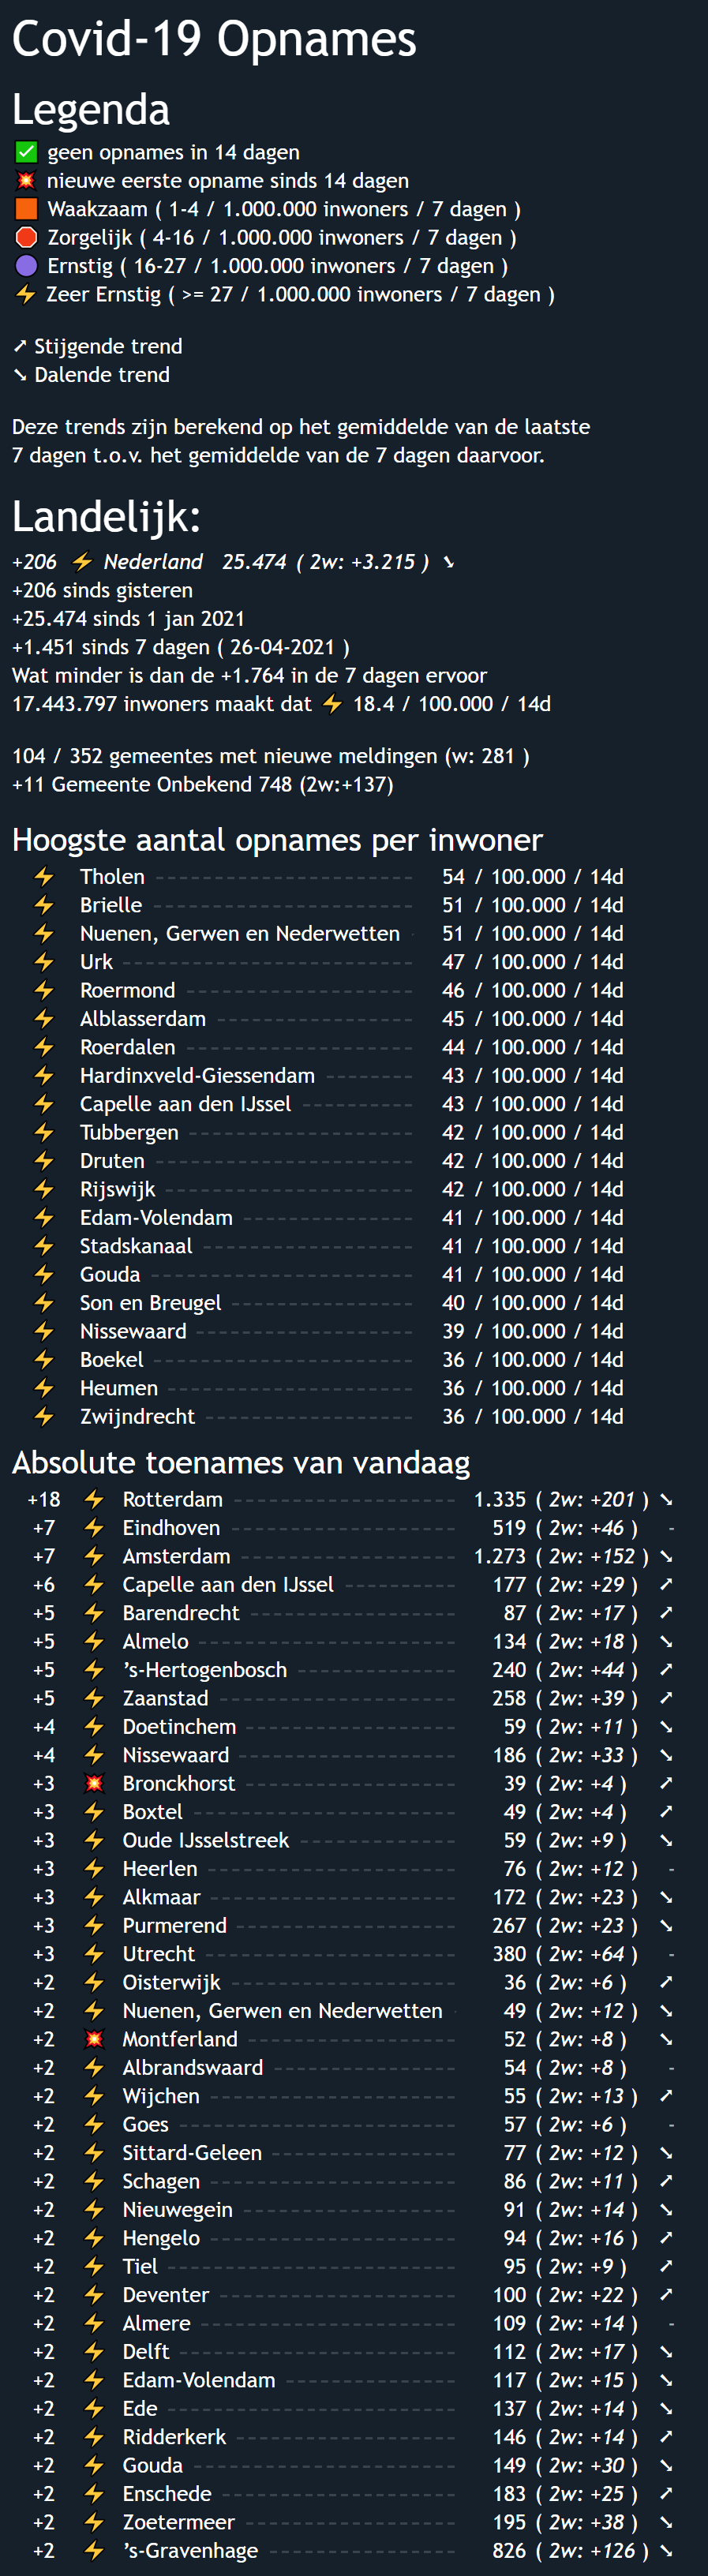 Covid-19 Opnames
Legenda
✅ geen opnames in 14 dagen
💥 nieuwe eerste opname sinds 14 dagen
🟧 Waakzaam ( 1-4 / 1.000.000 inwoners / 7 dagen )
🛑 Zorgelijk ( 4-16 / 1.000.000 inwoners / 7 dagen )
🟣 Ernstig ( 16-27 / 1.000.000 inwoners / 7 dagen )
⚡ Zeer Ernstig ( >= 27 / 1.000.000 inwoners / 7 dagen )
➚ Stijgende trend
➘ Dalende trend
Deze trends zijn berekend op het gemiddelde van de laatste
7 dagen t.o.v. het gemiddelde van de 7 dagen daarvoor.
Landelijk:
+206 ⚡ Nederland 25.474 ( 2w: +3.215 ) ➘
+206 sinds gisteren
+25.474 sinds 1 jan 2021
+1.451 sinds 7 dagen ( 26-04-2021 )
Wat minder is dan de +1.764 in de 7 dagen ervoor
17.443.797 inwoners maakt dat ⚡ 18.4 / 100.000 / 14d
104 / 352 gemeentes met nieuwe meldingen (w: 281 )
+11 Gemeente Onbekend 748 (2w:+137)
Hoogste aantal opnames per inwoner
⚡ Tholen 54 / 100.000 / 14d
⚡ Brielle 51 / 100.000 / 14d
⚡ Nuenen, Gerwen en Nederwetten 51 / 100.000 / 14d
⚡ Urk 47 / 100.000 / 14d
⚡ Roermond 46 / 100.000 / 14d
⚡ Alblasserdam 45 / 100.000 / 14d
⚡ Roerdalen 44 / 100.000 / 14d
⚡ Hardinxveld-Giessendam 43 / 100.000 / 14d
⚡ Capelle aan den IJssel 43 / 100.000 / 14d
⚡ Tubbergen 42 / 100.000 / 14d
⚡ Druten 42 / 100.000 / 14d
⚡ Rijswijk 42 / 100.000 / 14d
⚡ Edam-Volendam 41 / 100.000 / 14d
⚡ Stadskanaal 41 / 100.000 / 14d
⚡ Gouda 41 / 100.000 / 14d
⚡ Son en Breugel 40 / 100.000 / 14d
⚡ Nissewaard 39 / 100.000 / 14d
⚡ Boekel 36 / 100.000 / 14d
⚡ Heumen 36 / 100.000 / 14d
⚡ Zwijndrecht 36 / 100.000 / 14d
Absolute toenames van vandaag
+18 ⚡ Rotterdam 1.335 ( 2w: +201 ) ➘
+7 ⚡ Eindhoven 519 ( 2w: +46 ) -
+7 ⚡ Amsterdam 1.273 ( 2w: +152 ) ➘
+6 ⚡ Capelle aan den IJssel 177 ( 2w: +29 ) ➚
+5 ⚡ Barendrecht 87 ( 2w: +17 ) ➚
+5 ⚡ Almelo 134 ( 2w: +18 ) ➘
+5 ⚡ ’s-Hertogenbosch 240 ( 2w: +44 ) ➚
+5 ⚡ Zaanstad 258 ( 2w: +39 ) ➚
+4 ⚡ Doetinchem 59 ( 2w: +11 ) ➘
+4 ⚡ Nissewaard 186 ( 2w: +33 ) ➘
+3 💥 Bronckhorst 39 ( 2w: +4 ) ➚
+3 ⚡ Boxtel 49 ( 2w: +4 ) ➚
+3 ⚡ Oude IJsselstreek 59 ( 2w: +9 ) ➘
+3 ⚡ Heerlen 76 ( 2w: +12 ) -
+3 ⚡ Alkmaar 172 ( 2w: +23 ) ➘
+3 ⚡ Purmerend 267 ( 2w: +23 ) ➘
+3 ⚡ Utrecht 380 ( 2w: +64 ) -
+2 ⚡ Oisterwijk 36 ( 2w: +6 ) ➚
+2 ⚡ Nuenen, Gerwen en Nederwetten 49 ( 2w: +12 ) ➘
+2 💥 Montferland 52 ( 2w: +8 ) ➘
+2 ⚡ Albrandswaard 54 ( 2w: +8 ) -
+2 ⚡ Wijchen 55 ( 2w: +13 ) ➚
+2 ⚡ Goes 57 ( 2w: +6 ) -
+2 ⚡ Sittard-Geleen 77 ( 2w: +12 ) ➘
+2 ⚡ Schagen 86 ( 2w: +11 ) ➚
+2 ⚡ Nieuwegein 91 ( 2w: +14 ) ➘
+2 ⚡ Hengelo 94 ( 2w: +16 ) ➚
+2 ⚡ Tiel 95 ( 2w: +9 ) ➚
+2 ⚡ Deventer 100 ( 2w: +22 ) ➚
+2 ⚡ Almere 109 ( 2w: +14 ) -
+2 ⚡ Delft 112 ( 2w: +17 ) ➘
+2 ⚡ Edam-Volendam 117 ( 2w: +15 ) ➘
+2 ⚡ Ede 137 ( 2w: +14 ) ➘
+2 ⚡ Ridderkerk 146 ( 2w: +14 ) ➚
+2 ⚡ Gouda 149 ( 2w: +30 ) ➘
+2 ⚡ Enschede 183 ( 2w: +25 ) ➚
+2 ⚡ Zoetermeer 195 ( 2w: +38 ) ➘
+2 ⚡ ’s-Gravenhage 826 ( 2w: +126 ) ➘